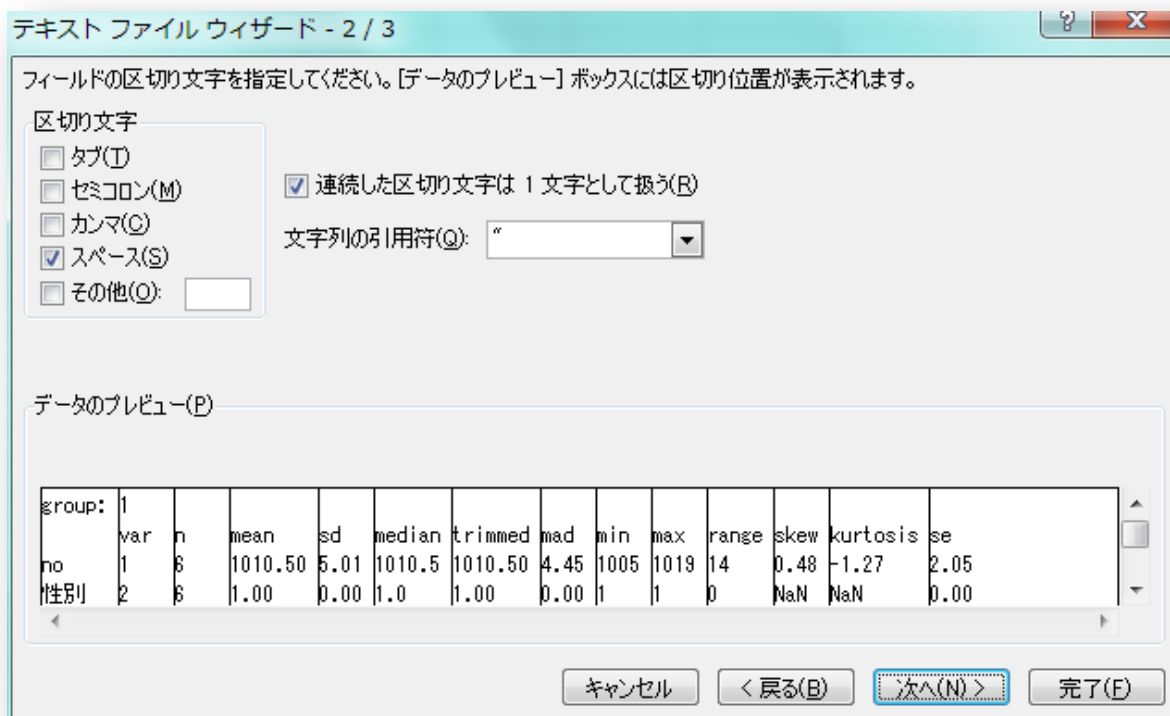 テキスト ファイル ウィザード - 2 / 3
フィールドの区切り文字を指定してください。[データのプレビュー] ボックスには区切り位置が表示されます。
区切り文字
タブ(T)
セミコロン(M)
カンマ(C)
スペース(S)
その他(O):
連続した区切り文字は 1 文字として扱う(R)
文字列の引用符(Q): "
データのプレビュー(P)
group: 1
var n mean sd median trimmed mad min max range skew kurtosis se
no 1 6 1010.50 5.01 1010.5 1010.50 4.45 1005 1019 14 0.48 -1.27 2.05
性別 2 6 1.00 0.00 1.0 1.00 0.00 1 1 0 NaN NaN 0.00
キャンセル < 戻る(B) 次へ(N) > 完了(F)